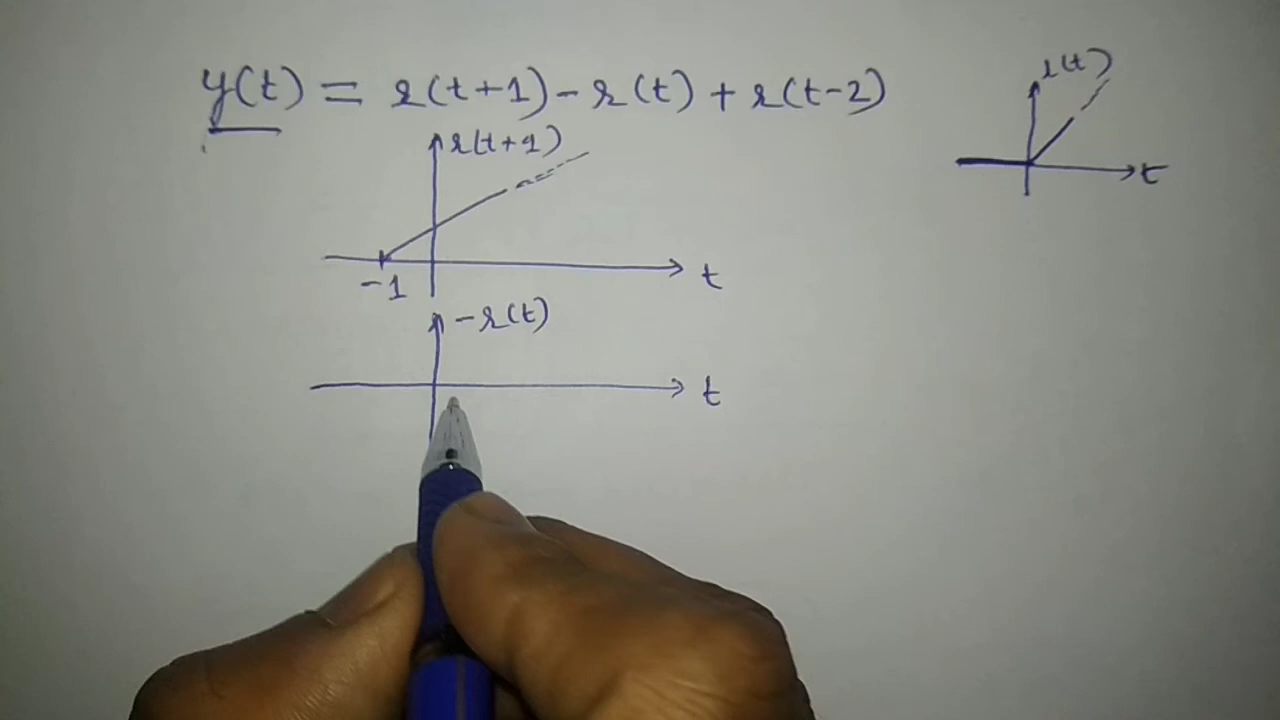 y(t) = r(t+1) - r(t) + r(t-2)
r(t)
t
r(t+1)
t
-1
-r(t)
t